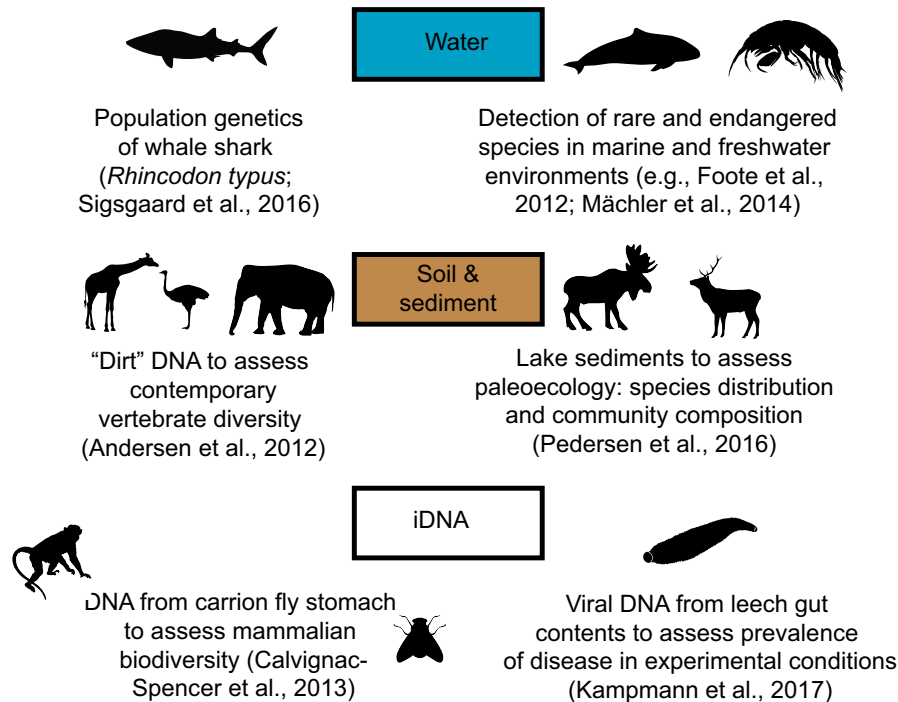 Water
Population genetics
of whale shark
(Rhincodon typus;
Sigsgaard et al., 2016)
Detection of rare and endangered
species in marine and freshwater
environments (e.g., Foote et al.,
2012; Mächler et al., 2014)
Soil &
sediment
“Dirt” DNA to assess
contemporary
vertebrate diversity
(Andersen et al., 2012)
Lake sediments to assess
paleoecology: species distribution
and community composition
(Pedersen et al., 2016)
iDNA
DNA from carrion fly stomach
to assess mammalian
biodiversity (Calvignac-
Spencer et al., 2013)
Viral DNA from leech gut
contents to assess prevalence
of disease in experimental conditions
(Kampmann et al., 2017)